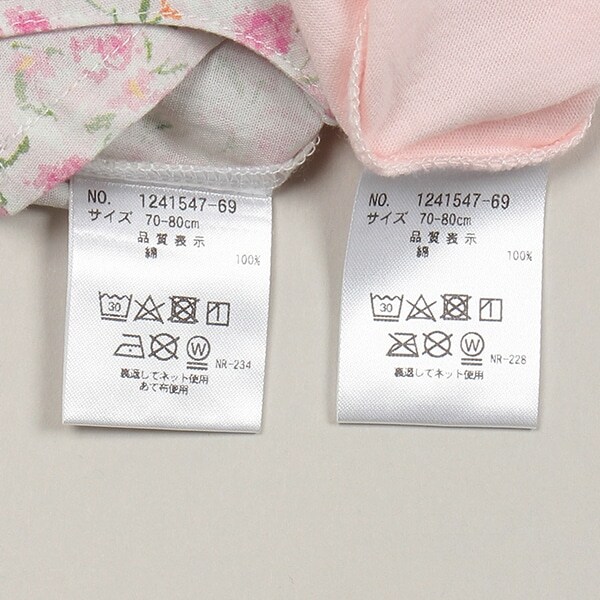 NO. 1241547-69
サイズ 70-80cm
品質表示
綿 100%
30
NR-234
裏返してネット使用
あて布使用
NO. 1241547-69
サイズ 70-80cm
品質表示
綿 100%
30
NR-228
裏返してネット使用